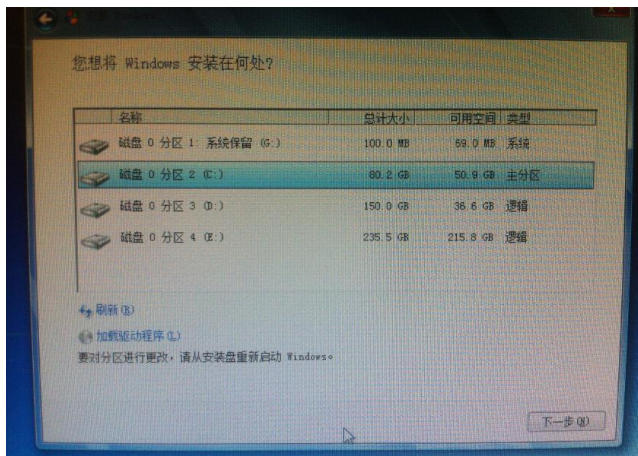 您想将 Windows 安装在何处?
名称 总计大小 可用空间 类型
磁盘 0 分区 1: 系统保留 (G:) 100.0 MB 69.0 MB 系统
磁盘 0 分区 2 (C:) 80.2 GB 50.9 GB 主分区
磁盘 0 分区 3 (D:) 150.0 GB 36.6 GB 逻辑
磁盘 0 分区 4 (E:) 235.5 GB 215.8 GB 逻辑
刷新(R)
加载驱动程序(L)
要对分区进行更改，请从安装盘重新启动 Windows。
下一步(N)